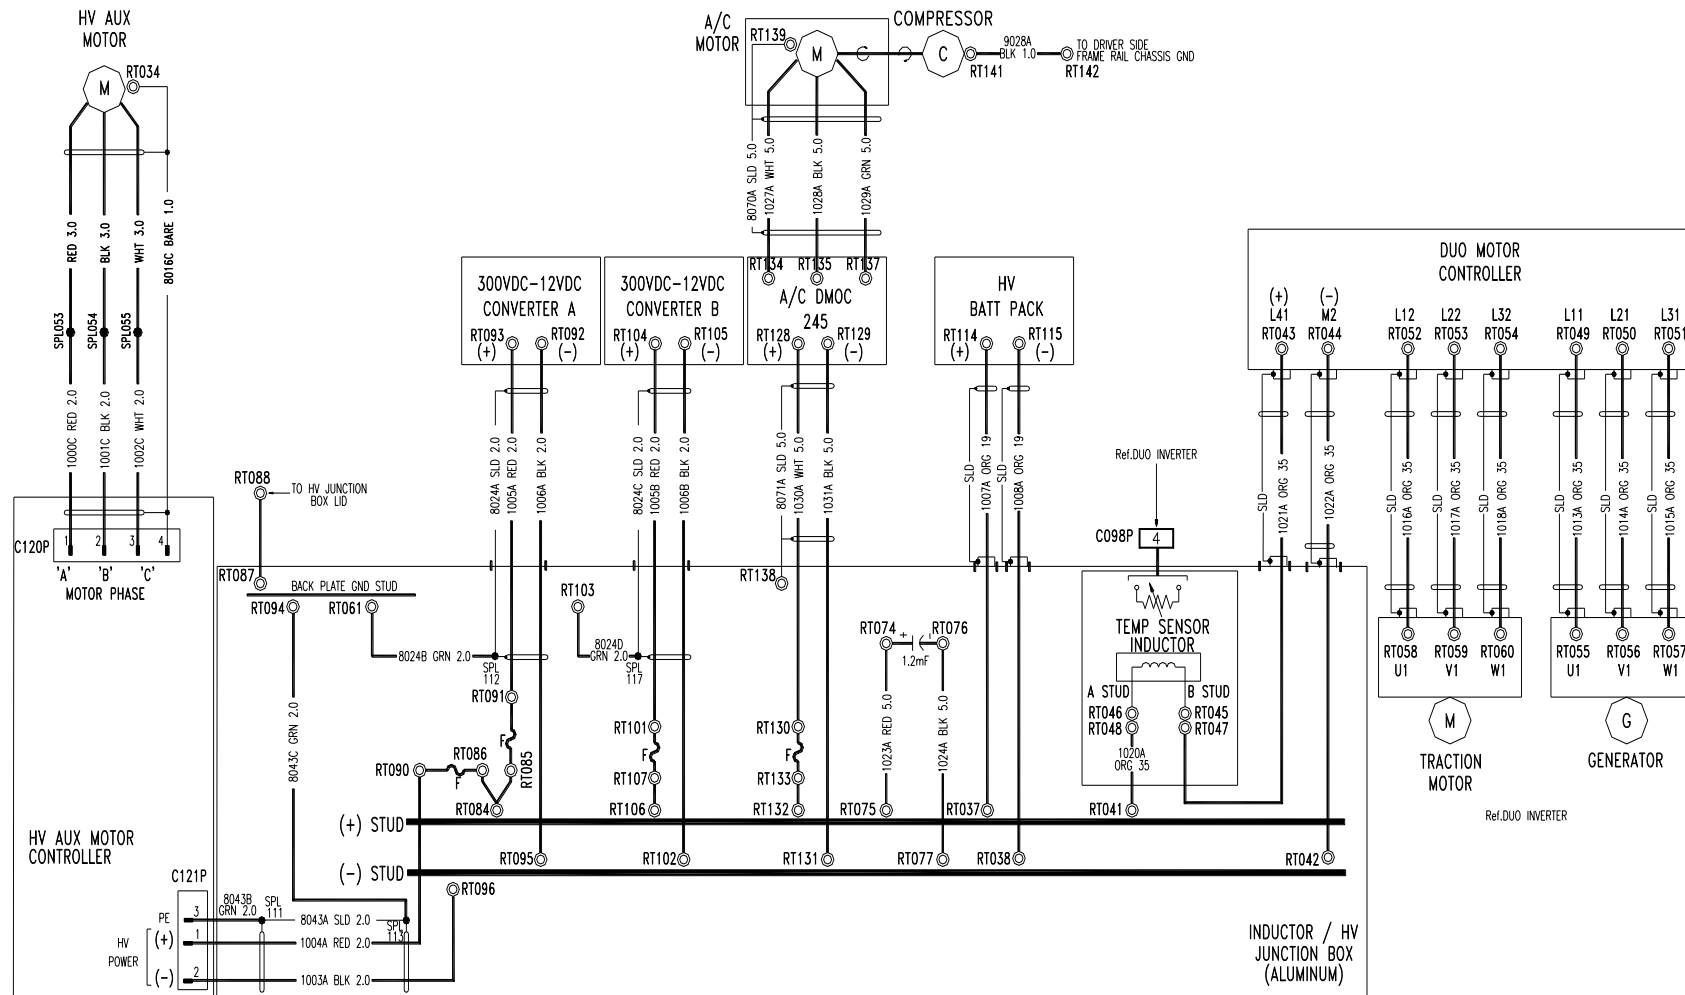 HV AUX
MOTOR
RT034
M
RED 3.0
BLK 3.0
WHT 3.0
8016C BARE 1.0
SPL053
SPL054
SPL055
1000C RED 2.0
1001C BLK 2.0
1002C WHT 2.0
C120P
1
2
3
4
'A'
'B'
'C'
MOTOR PHASE
HV AUX MOTOR
CONTROLLER
C121P
PE
3
HV
POWER
(+)
1
(-)
2
8043B
GRN 2.0
SPL
111
8043A SLD 2.0
SPL
113
1004A RED 2.0
1003A BLK 2.0
RT088
TO HV JUNCTION
BOX LID
RT087
BACK PLATE GND STUD
RT094
RT061
8043C GRN 2.0
8024B GRN 2.0
SPL
112
300VDC-12VDC
CONVERTER A
RT093
(+)
RT092
(-)
8024A SLD 2.0
1005A RED 2.0
1006A BLK 2.0
RT091
F
RT085
RT086
RT090
F
RT084
RT095
RT096
300VDC-12VDC
CONVERTER B
RT104
(+)
RT105
(-)
8024C SLD 2.0
1005B RED 2.0
1006B BLK 2.0
RT103
8024D
GRN 2.0
SPL
117
RT101
F
RT107
RT106
RT102
A/C
MOTOR
RT139
M
COMPRESSOR
C
RT141
9028A
BLK 1.0
RT142
TO DRIVER SIDE
FRAME RAIL CHASSIS GND
8070A SLD 5.0
1027A WHT 5.0
1028A BLK 5.0
1029A GRN 5.0
RT134
RT135
RT137
A/C DMOC
245
RT128
(+)
RT129
(-)
8071A SLD 5.0
1030A WHT 5.0
1031A BLK 5.0
RT138
RT130
F
RT133
RT132
RT131
HV
BATT PACK
RT114
(+)
RT115
(-)
SLD
1007A ORG 19
SLD
1008A ORG 19
RT074
+
RT076
1.2mF
1023A RED 5.0
1024A BLK 5.0
RT075
RT077
RT037
RT038
Ref.DUO INVERTER
C098P
4
TEMP SENSOR
INDUCTOR
A STUD
B STUD
RT046
RT048
RT045
RT047
1020A
ORG 35
RT041
RT042
(+) STUD
(-) STUD
INDUCTOR / HV
JUNCTION BOX
(ALUMINUM)
DUO MOTOR
CONTROLLER
(+)
L41
RT043
(-)
M2
RT044
L12
RT052
L22
RT053
L32
RT054
L11
RT049
L21
RT050
L31
RT051
SLD
1021A ORG 35
1022A ORG 35
SLD
1016A ORG 35
SLD
1017A ORG 35
SLD
1018A ORG 35
SLD
1013A ORG 35
SLD
1014A ORG 35
SLD
1015A ORG 35
RT058
U1
RT059
V1
RT060
W1
RT055
U1
RT056
V1
RT057
W1
M
TRACTION
MOTOR
G
GENERATOR
Ref.DUO INVERTER